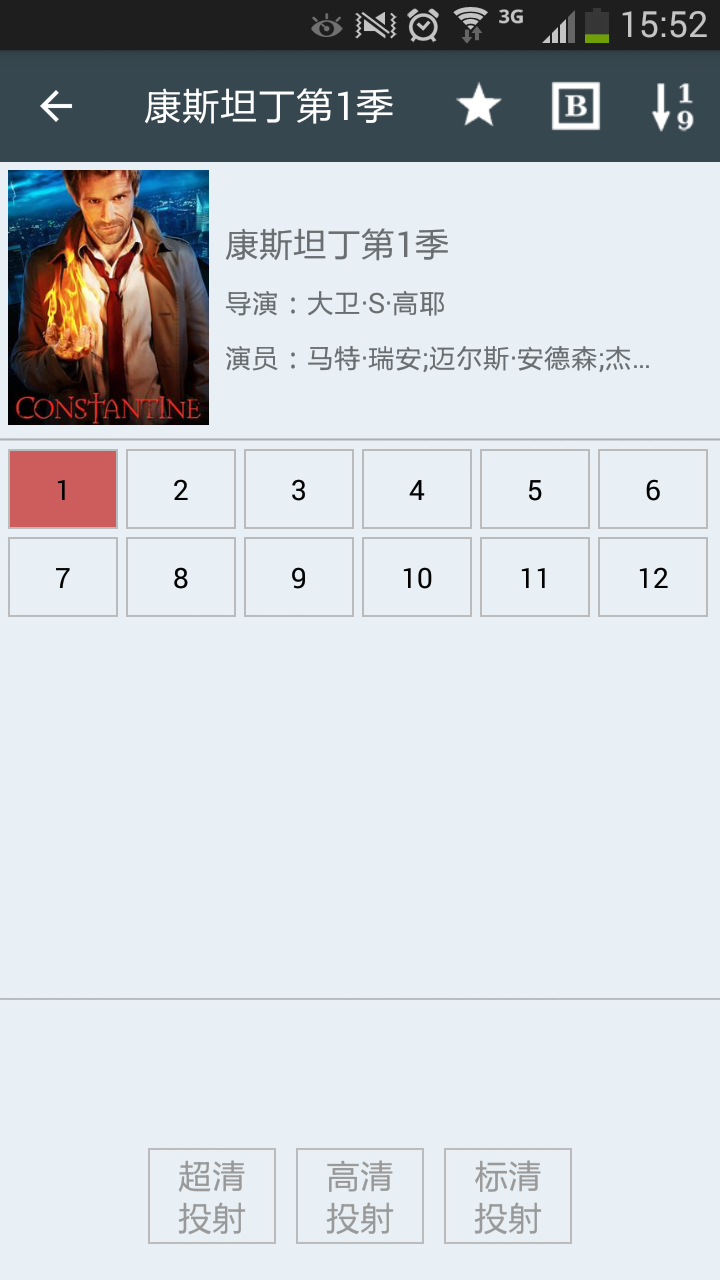 3G 15:52
康斯坦丁第1季 B 1 9
康斯坦丁第1季
导演：大卫·S·高耶
演员：马特·瑞安;迈尔斯·安德森;杰...
CONSTANTINE
1 2 3 4 5 6
7 8 9 10 11 12
超清 高清 标清
投射 投射 投射